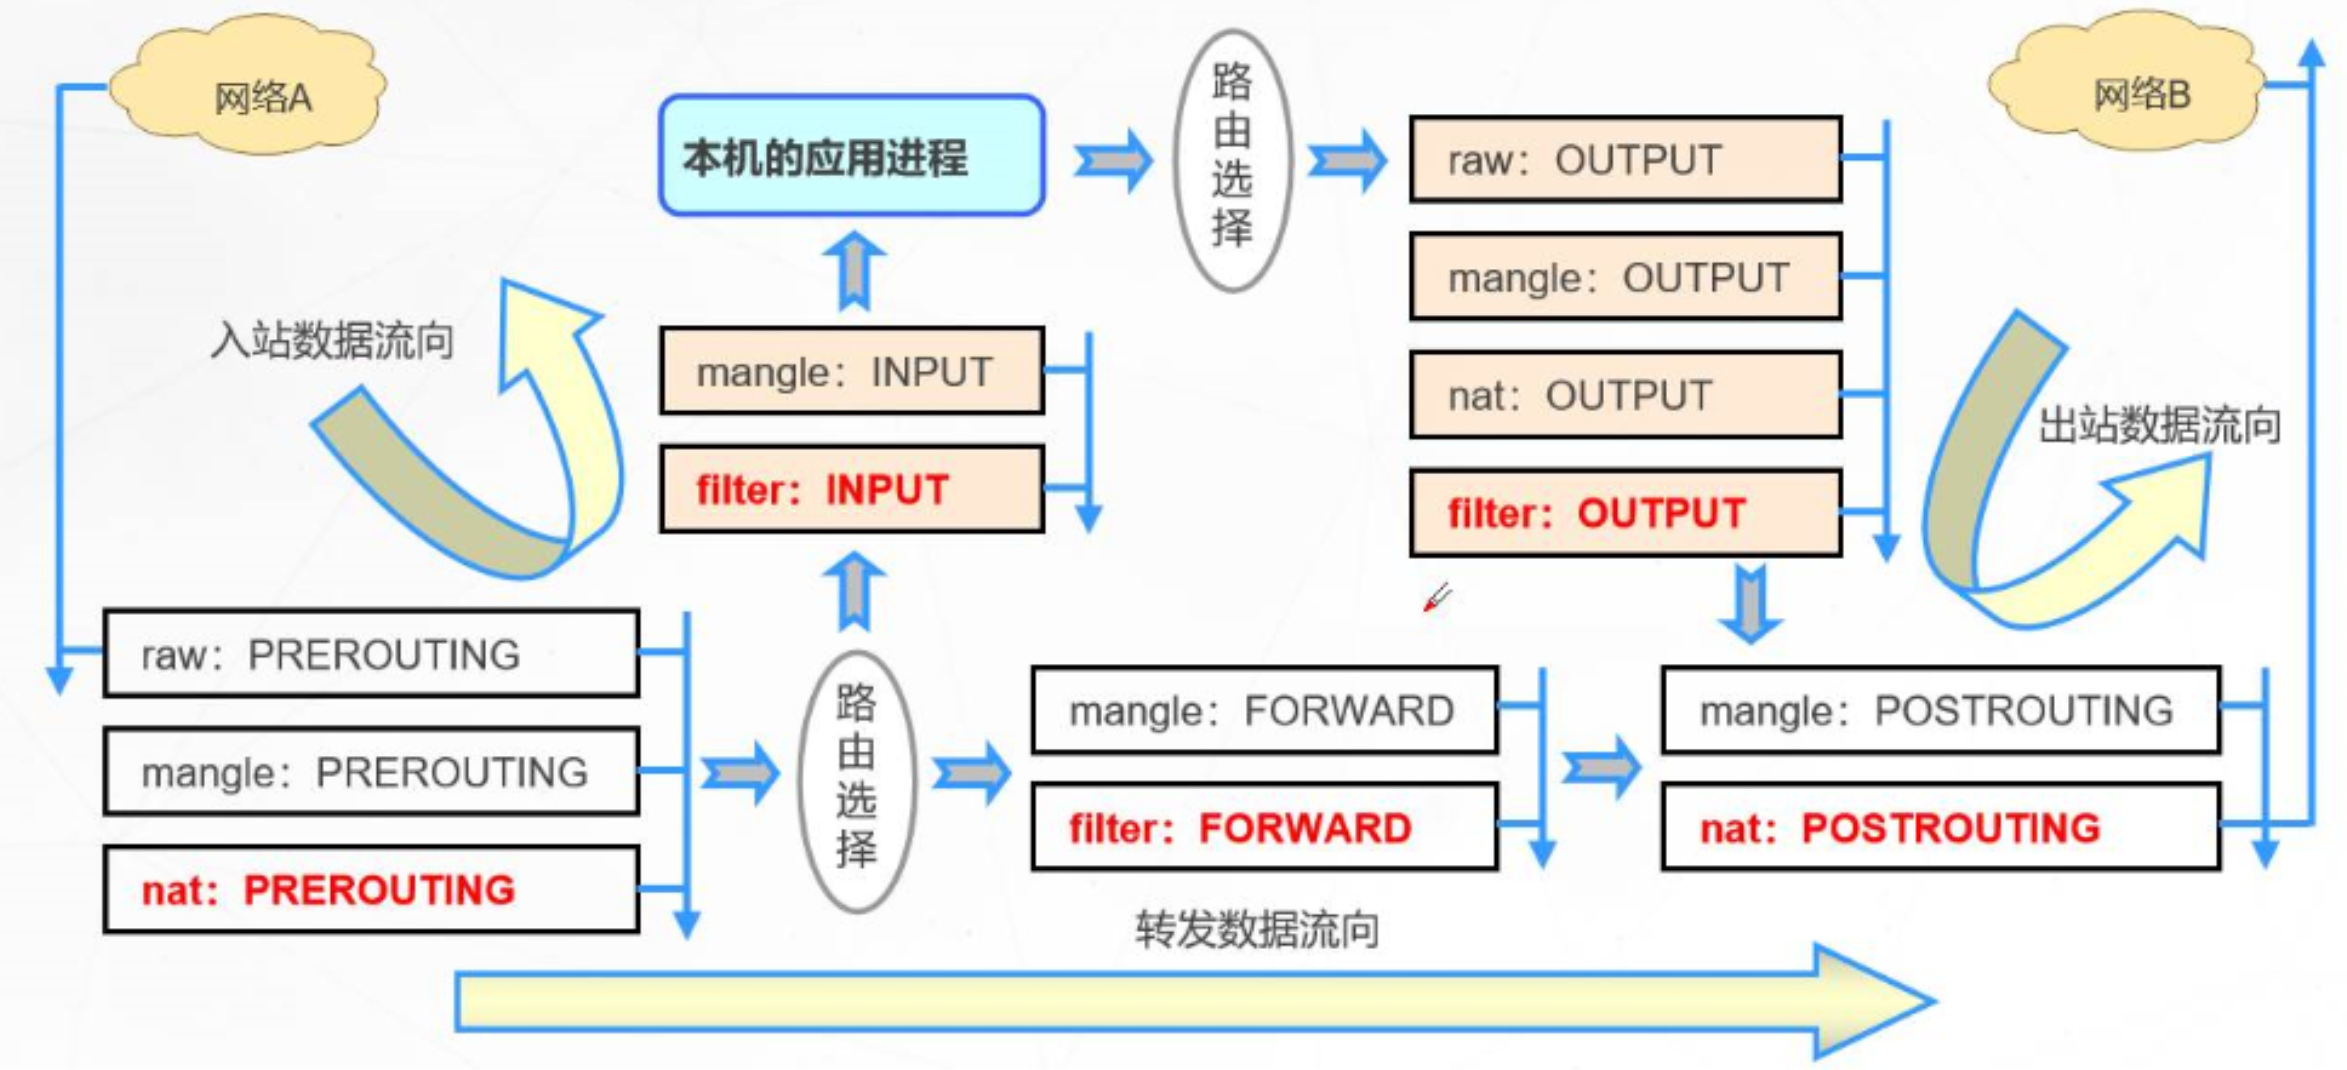 网络A
网络B
本机的应用进程
路由选择
raw：OUTPUT
mangle：OUTPUT
nat：OUTPUT
filter：OUTPUT
入站数据流向
mangle：INPUT
filter：INPUT
出站数据流向
raw：PREROUTING
mangle：PREROUTING
nat：PREROUTING
路由选择
mangle：FORWARD
filter：FORWARD
mangle：POSTROUTING
nat：POSTROUTING
转发数据流向